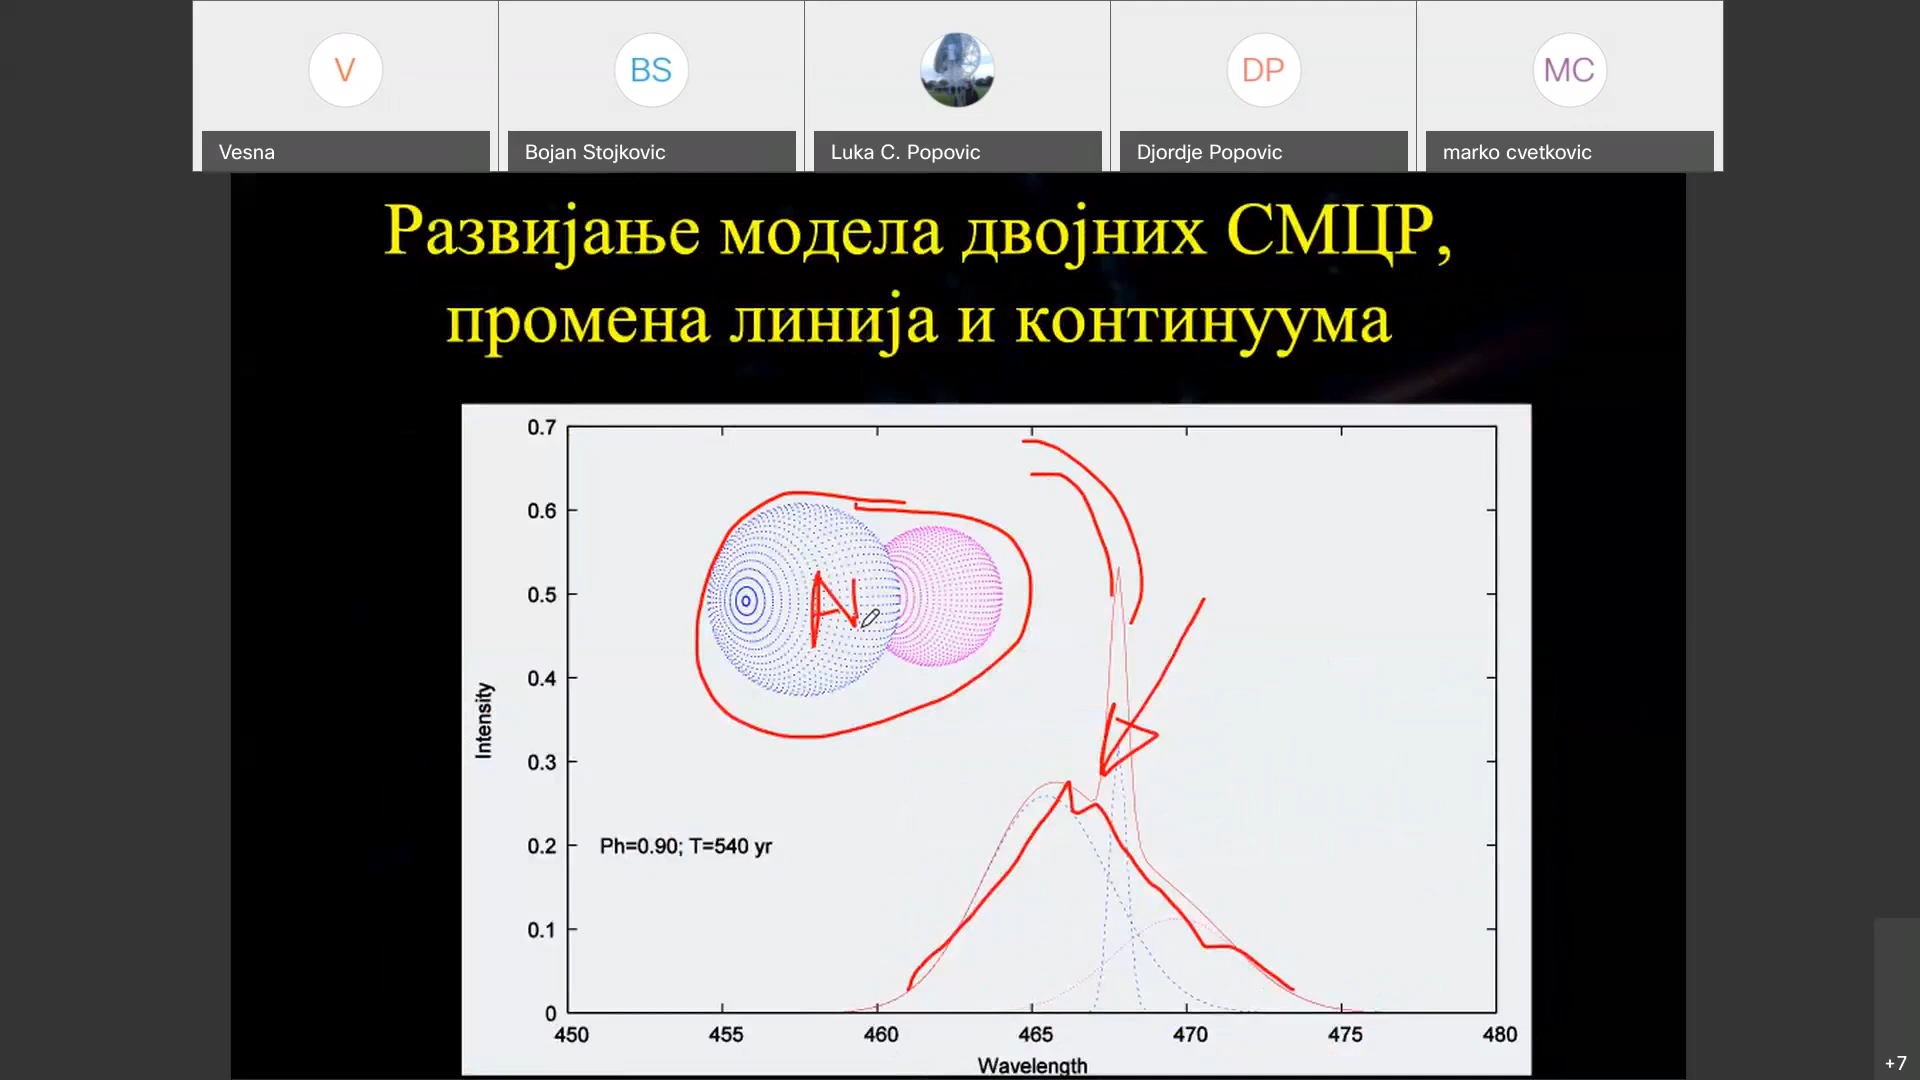 V
BS
DP
MC
Vesna
Bojan Stojkovic
Luka C. Popovic
Djordje Popovic
marko cvetkovic
Развијање модела двојних СМЦР,
промена линија и континуума
0.7
0.6
0.5
0.4
0.3
0.2
0.1
0
Intensity
Ph=0.90; T=540 yr
450
455
460
465
470
475
480
Wavelength
+7